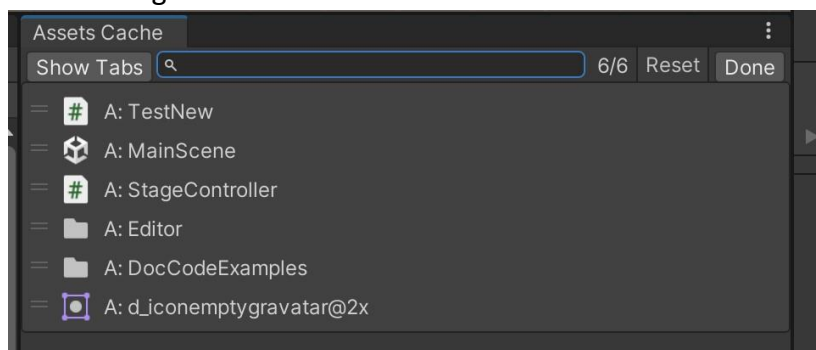 Assets Cache
Show Tabs 6/6 Reset Done
# A: TestNew
A: MainScene
# A: StageController
A: Editor
A: DocCodeExamples
A: d_iconemptygravatar@2x